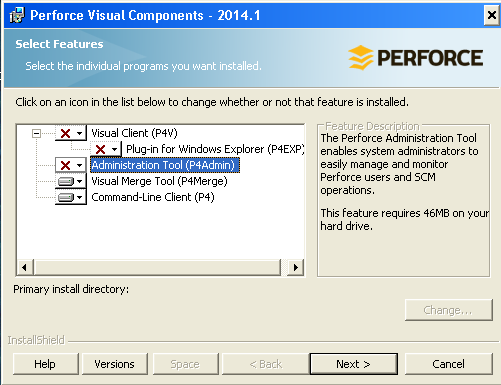 Perforce Visual Components - 2014.1
Select Features
Select the individual programs you want installed.
PERFORCE
Click on an icon in the list below to change whether or not that feature is installed.
Visual Client (P4V)
Plug-in for Windows Explorer (P4EXP)
Administration Tool (P4Admin)
Visual Merge Tool (P4Merge)
Command-Line Client (P4)
Feature Description
The Perforce Administration Tool
enables system administrators to
easily manage and monitor
Perforce users and SCM
operations.
This feature requires 46MB on your
hard drive.
Primary install directory:
Change...
InstallShield
Help
Versions
Space
< Back
Next >
Cancel